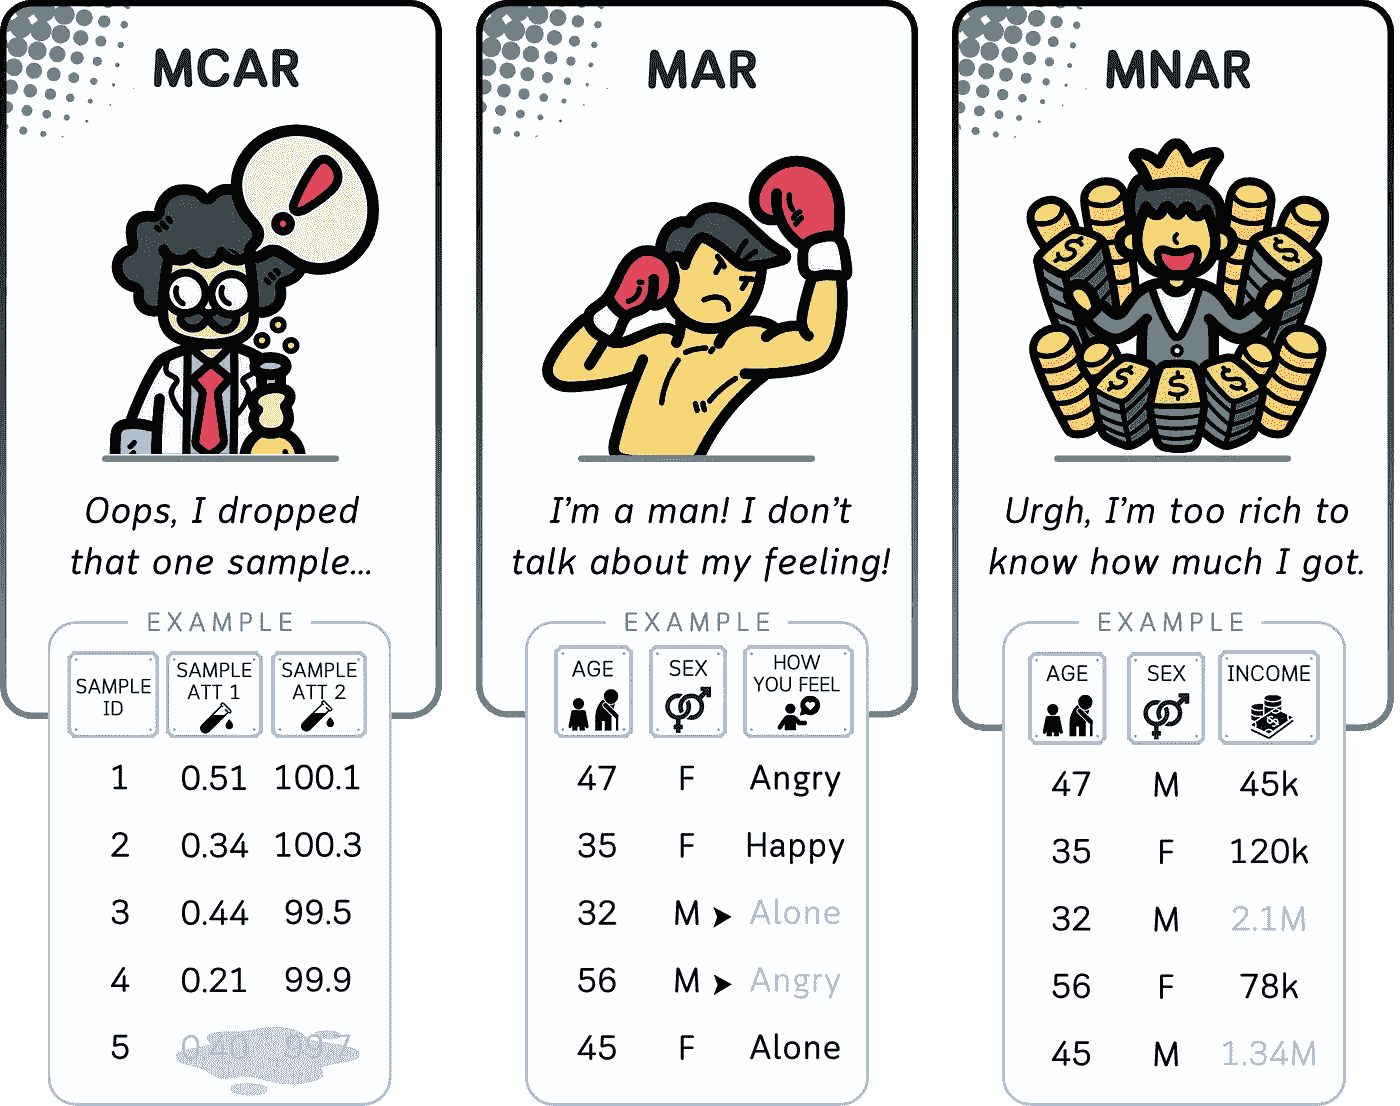 MCAR
Oops, I dropped
that one sample...
EXAMPLE
SAMPLE
ID
SAMPLE
ATT 1
SAMPLE
ATT 2
1 0.51 100.1
2 0.34 100.3
3 0.44 99.5
4 0.21 99.9
5 0.40 99.7
MAR
I'm a man! I don't
talk about my feeling!
EXAMPLE
AGE
SEX
HOW
YOU FEEL
47 F Angry
35 F Happy
32 M Alone
56 M Angry
45 F Alone
MNAR
$ $
$ $ $
Urgh, I'm too rich to
know how much I got.
EXAMPLE
AGE
SEX
INCOME
47 M 45k
35 F 120k
32 M 2.1M
56 F 78k
45 M 1.34M